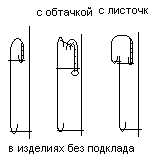 с обтачкой с листочк
в изделиях без подклада